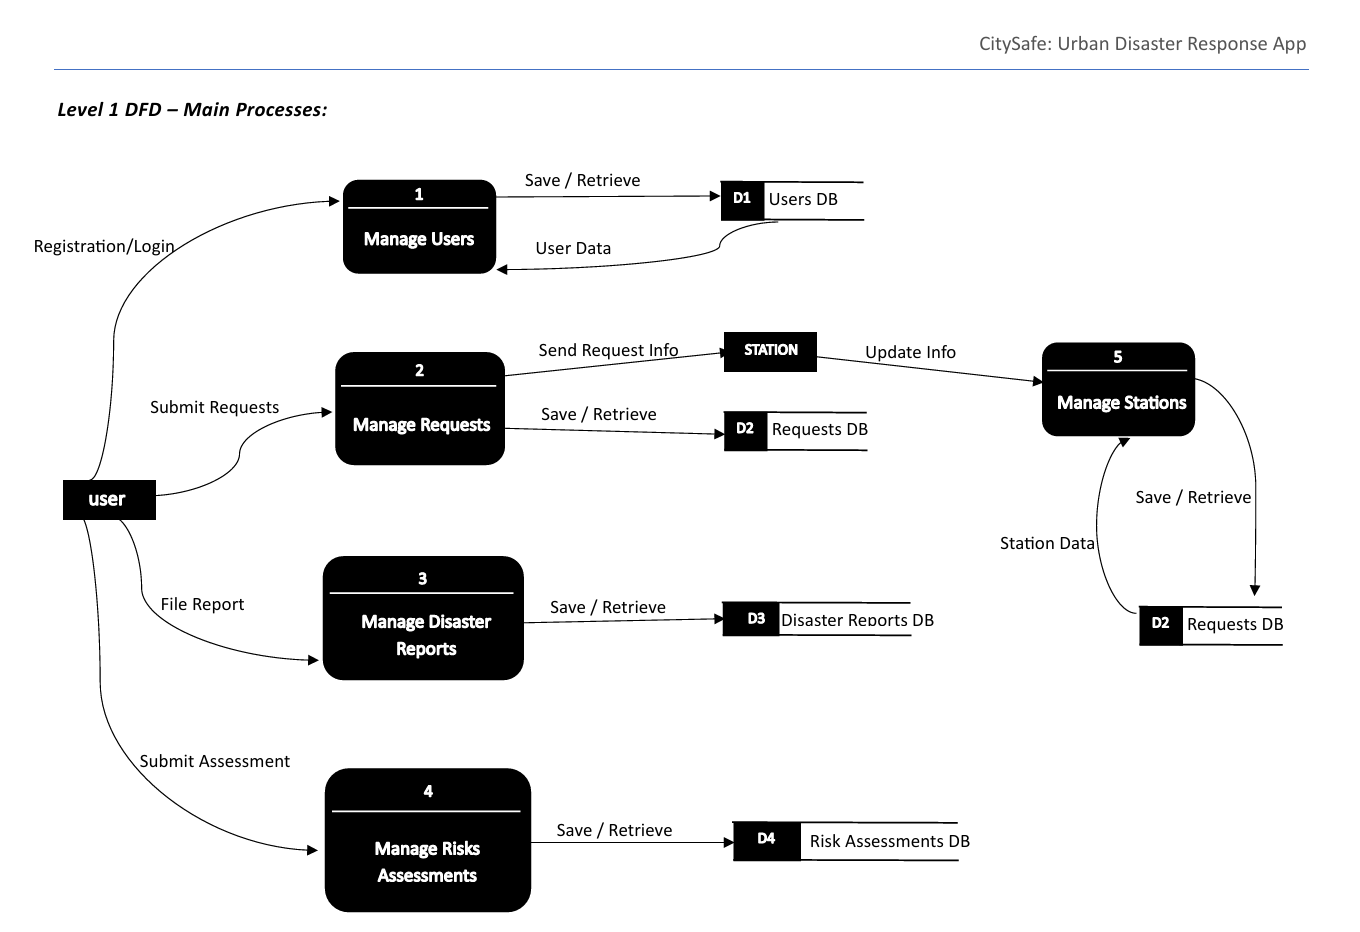 CitySafe: Urban Disaster Response App
Level 1 DFD – Main Processes:
Registration/Login
1
Manage Users
Save / Retrieve
D1
Users DB
User Data
Submit Requests
2
Manage Requests
Send Request Info
STATION
Update Info
5
Manage Stations
Save / Retrieve
D2
Requests DB
user
Station Data
Save / Retrieve
D2
Requests DB
File Report
3
Manage Disaster
Reports
Save / Retrieve
D3
Disaster Reports DB
Submit Assessment
4
Manage Risks
Assessments
Save / Retrieve
D4
Risk Assessments DB